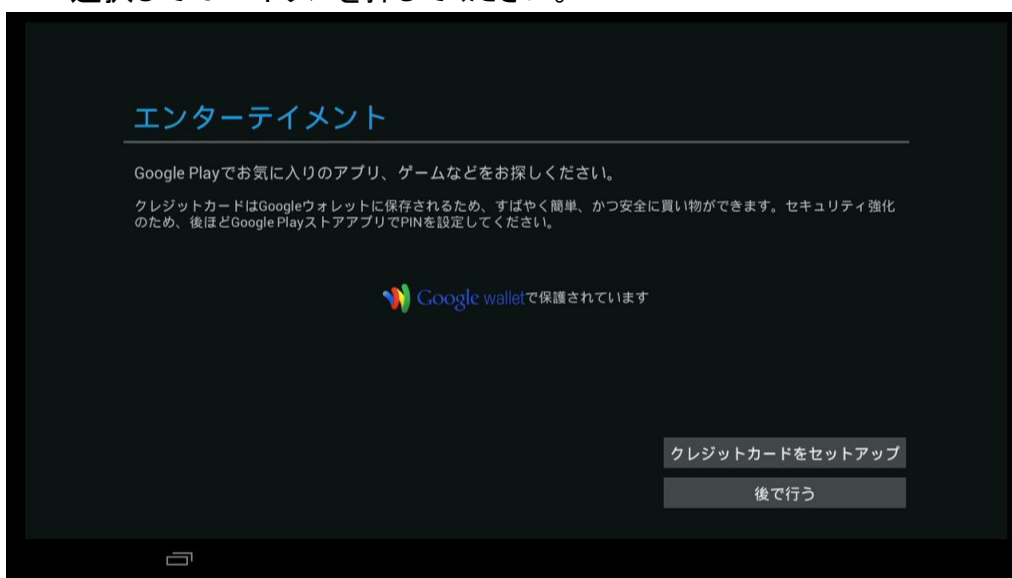 エンターテイメント
Google Playでお気に入りのアプリ、ゲームなどをお探しください。
クレジットカードはGoogleウォレットに保存されるため、すばやく簡単、かつ安全に買い物ができます。セキュリティ強化
のため、後ほどGoogle PlayストアアプリでPINを設定してください。
Google walletで保護されています
クレジットカードをセットアップ
後で行う